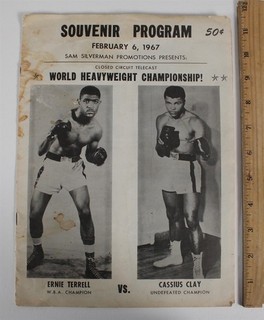 SOUVENIR PROGRAM 50¢
FEBRUARY 6, 1967
SAM SILVERMAN PROMOTIONS PRESENTS:
CLOSED CIRCUIT TELECAST
WORLD HEAVYWEIGHT CHAMPIONSHIP!
ERNIE TERRELL VS. CASSIUS CLAY
W.B.A. CHAMPION UNDEFEATED CHAMPION